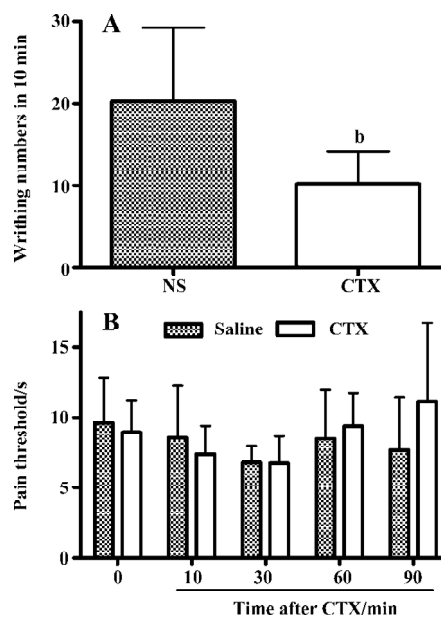 A
Writhing numbers in 10 min
30
20
10
0
b
NS CTX
B
Saline CTX
Pain threshold/s
15
10
5
0
0 10 30 60 90
Time after CTX/min